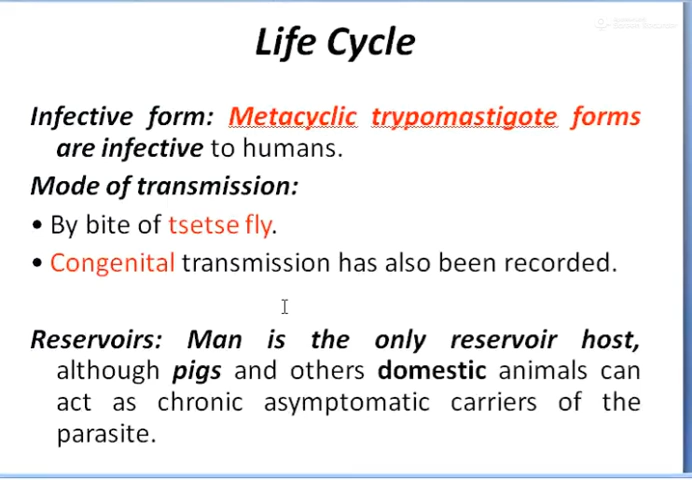 Life Cycle
Infective form: Metacyclic trypomastigote forms
are infective to humans.
Mode of transmission:
• By bite of tsetse fly.
• Congenital transmission has also been recorded.
Reservoirs: Man is the only reservoir host,
although pigs and others domestic animals can
act as chronic asymptomatic carriers of the
parasite.